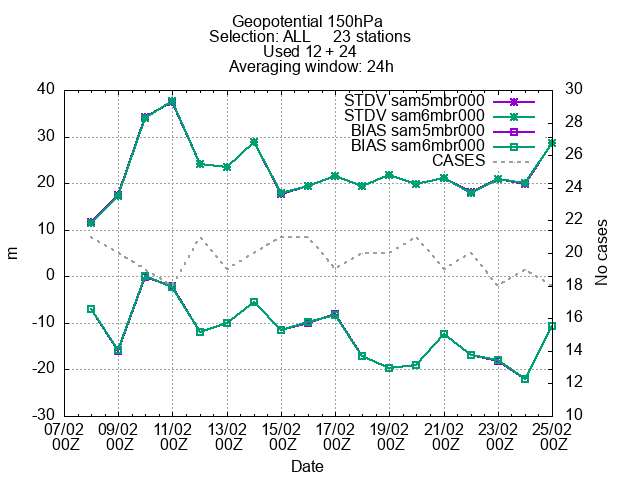 Geopotential 150hPa
Selection: ALL 23 stations
Used 12 + 24
Averaging window: 24h
STDV sam5mbr000
STDV sam6mbr000
BIAS sam5mbr000
BIAS sam6mbr000
CASES
40
30
20
10
0
-10
-20
-30
m
30
28
26
24
22
20
18
16
14
12
10
No cases
07/02 09/02 11/02 13/02 15/02 17/02 19/02 21/02 23/02 25/02
00Z 00Z 00Z 00Z 00Z 00Z 00Z 00Z 00Z 00Z
Date